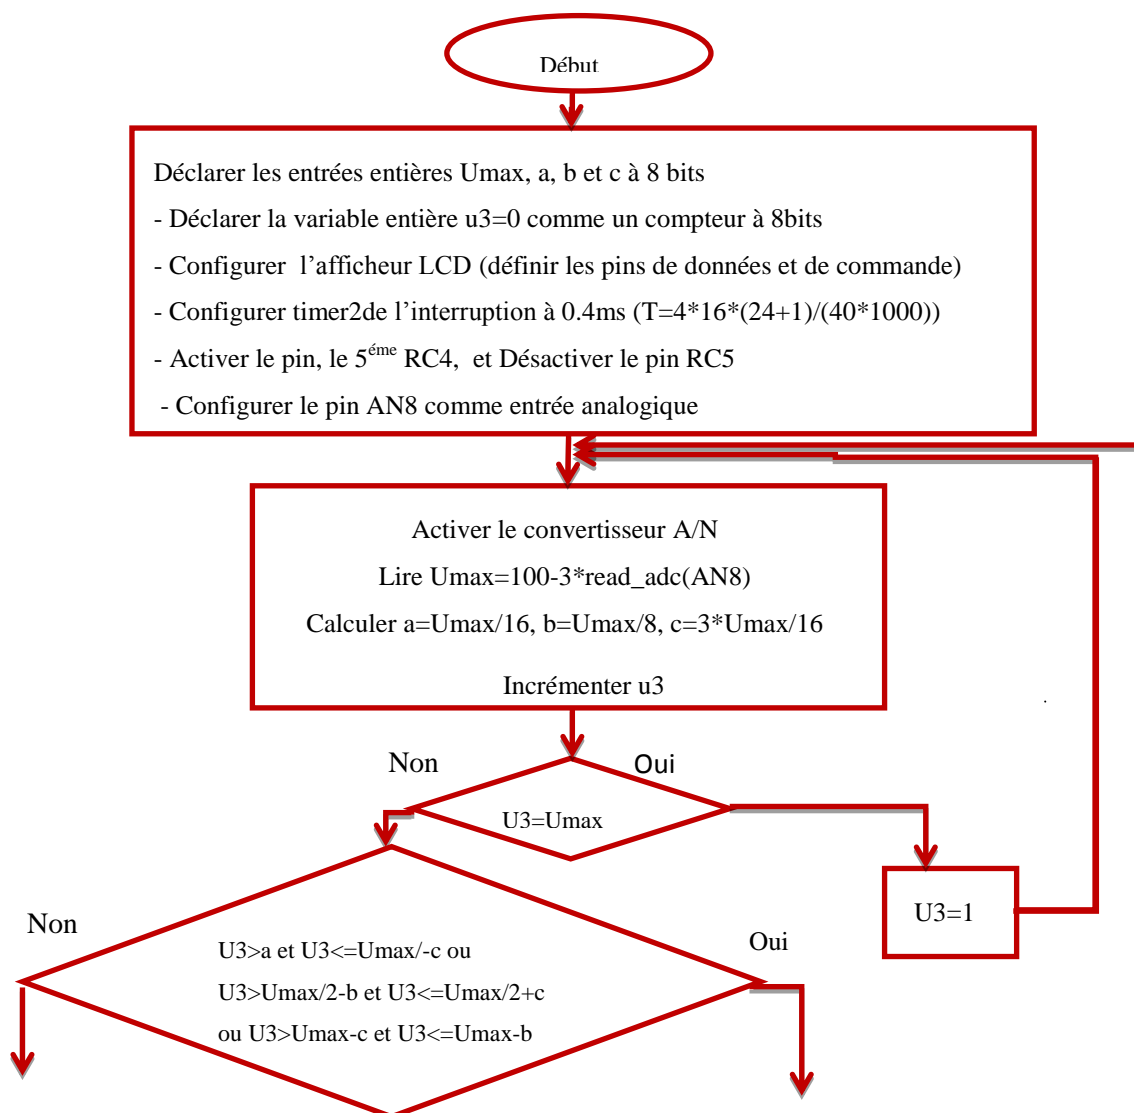 Début
Déclarer les entrées entières Umax, a, b et c à 8 bits
- Déclarer la variable entière u3=0 comme un compteur à 8bits
- Configurer l’afficheur LCD (définir les pins de données et de commande)
- Configurer timer2de l’interruption à 0.4ms (T=4*16*(24+1)/(40*1000))
- Activer le pin, le 5éme RC4, et Désactiver le pin RC5
- Configurer le pin AN8 comme entrée analogique
Activer le convertisseur A/N
Lire Umax=100-3*read_adc(AN8)
Calculer a=Umax/16, b=Umax/8, c=3*Umax/16
Incrémenter u3
Non
Oui
U3=Umax
U3=1
Non
Oui
U3>a et U3<=Umax/-c ou
U3>Umax/2-b et U3<=Umax/2+c
ou U3>Umax-c et U3<=Umax-b